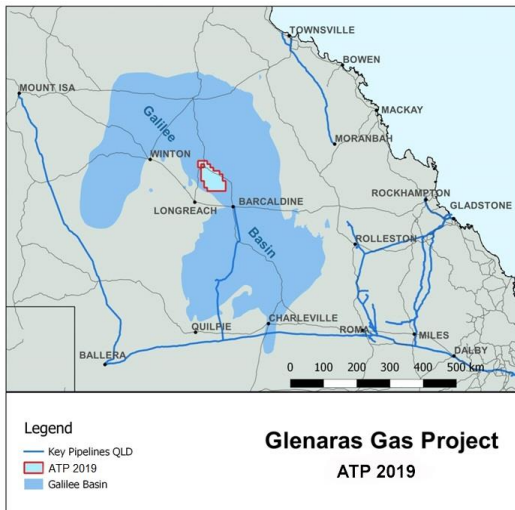 TOWNSVILLE
BOWEN
MOUNT ISA
MACKAY
Galilee
MORANBAH
WINTON
ROCKHAMPTON
LONGREACH
BARCALDINE
GLADSTONE
Basin
ROLLESTON
CHARLEVILLE
QUILPIE
ROMA
MILES
BALLERA
DALBY
0 100 200 300 400 500 km
Legend
Key Pipelines QLD
ATP 2019
Galilee Basin
Glenaras Gas Project
ATP 2019